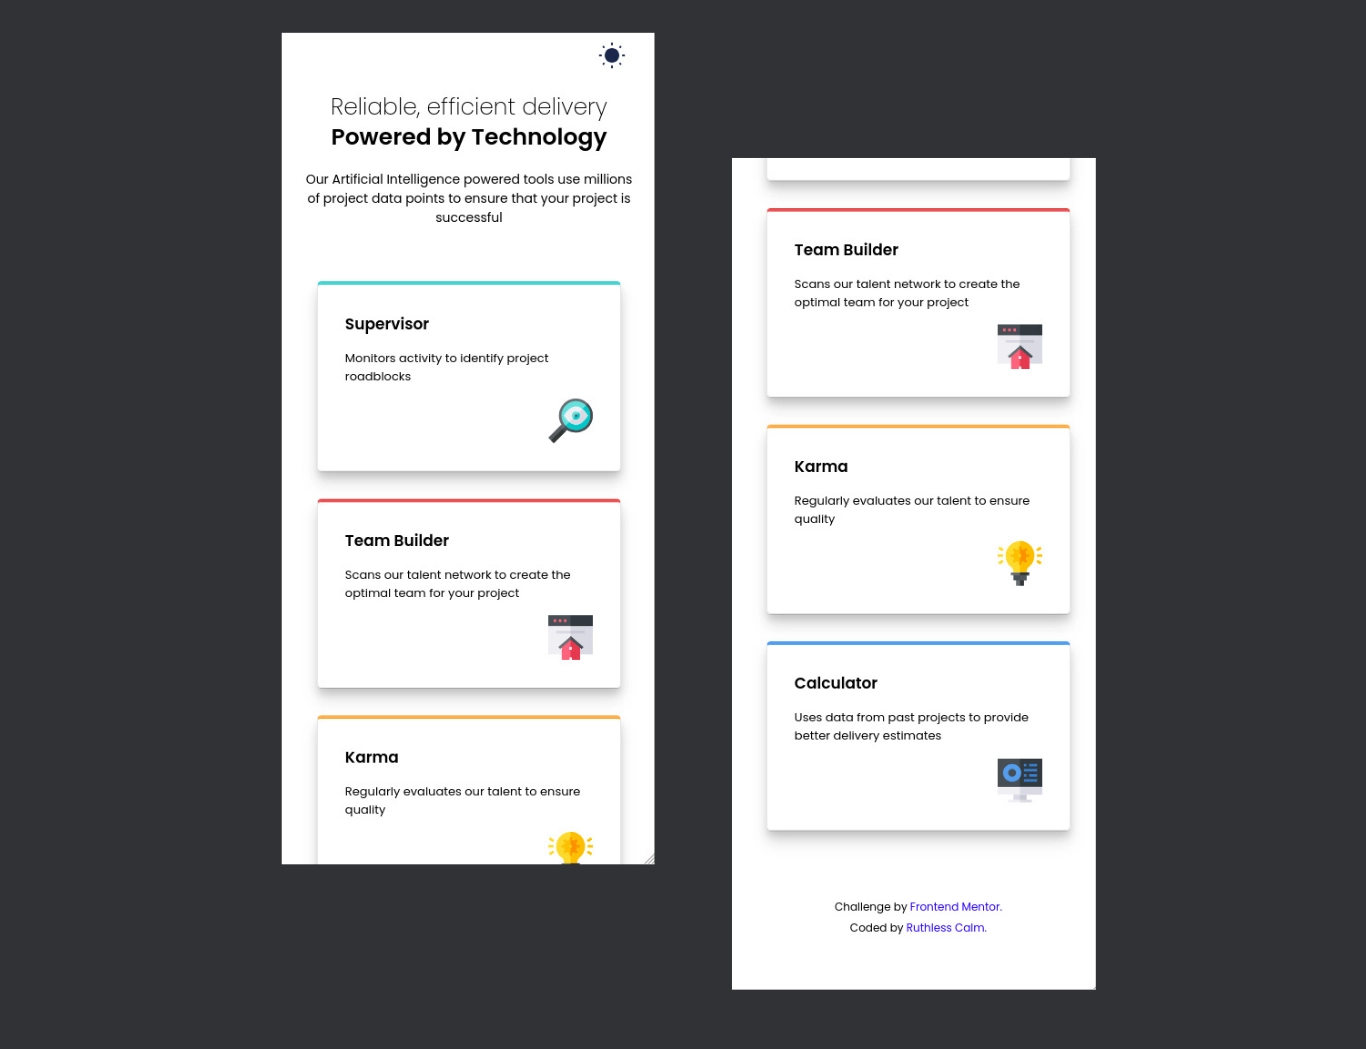 Reliable, efficient delivery
Powered by Technology
Our Artificial Intelligence powered tools use millions
of project data points to ensure that your project is
successful
Supervisor
Monitors activity to identify project
roadblocks
Team Builder
Scans our talent network to create the
optimal team for your project
Karma
Regularly evaluates our talent to ensure
quality
Team Builder
Scans our talent network to create the
optimal team for your project
Karma
Regularly evaluates our talent to ensure
quality
Calculator
Uses data from past projects to provide
better delivery estimates
Challenge by Frontend Mentor.
Coded by Ruthless Calm.